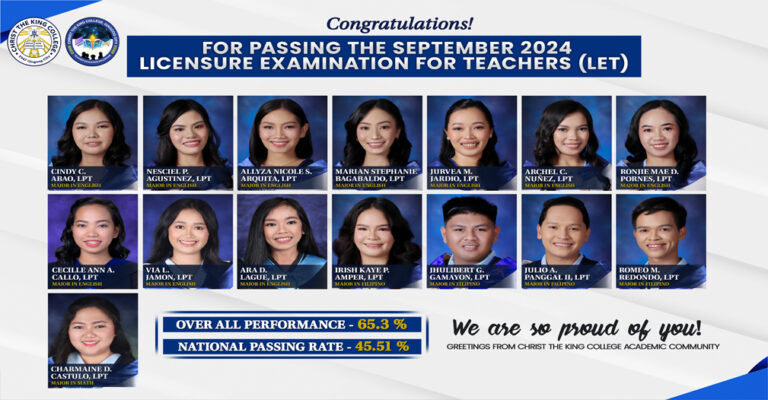 Congratulations!
FOR PASSING THE SEPTEMBER 2024
LICENSURE EXAMINATION FOR TEACHERS (LET)
CHRIST THE KING COLLEGE
CINDY C.
ABAO, LPT
MAJOR IN ENGLISH
NESCIEL P.
AGUSTINEZ, LPT
MAJOR IN ENGLISH
ALLYZA NICOLE S.
ARQUITA, LPT
MAJOR IN ENGLISH
MARIAN STEPHANIE
BAGABALDO, LPT
MAJOR IN ENGLISH
JURVEA M.
JARDIO, LPT
MAJOR IN ENGLISH
ARCHEL C.
NUÑEZ, LPT
MAJOR IN ENGLISH
RONJIE MAE D.
PORNES, LPT
MAJOR IN ENGLISH
CECILLE ANN A.
CALLO, LPT
MAJOR IN ENGLISH
VIA L.
JAMON, LPT
MAJOR IN ENGLISH
ARA D.
LAGUE, LPT
MAJOR IN ENGLISH
IRISH KAYE P.
AMPER, LPT
MAJOR IN FILIPINO
JHULIBERT G.
GAMAYON, LPT
MAJOR IN FILIPINO
JULIO A.
PANGGAL II, LPT
MAJOR IN FILIPINO
ROMEO M.
REDONDO, LPT
MAJOR IN FILIPINO
CHARMAINE D.
CASTULO, LPT
MAJOR IN MATH
OVER ALL PERFORMANCE - 65.3 %
NATIONAL PASSING RATE - 45.51 %
We are so proud of you!
GREETINGS FROM CHRIST THE KING COLLEGE ACADEMIC COMMUNITY